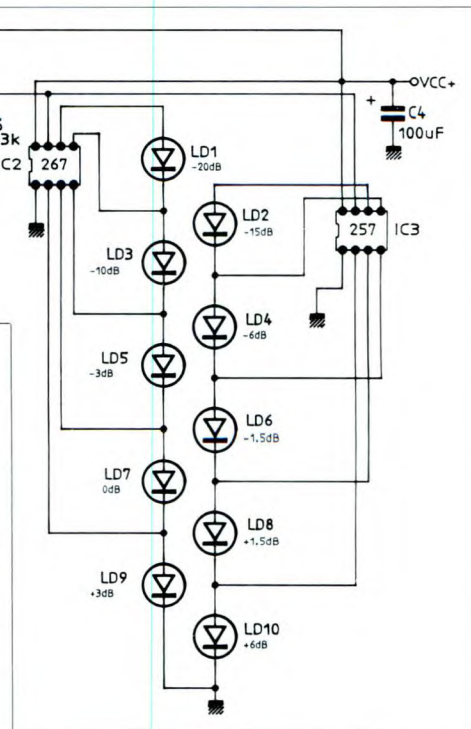 VCC+
+
C4
100uF
3k
C2
267
LD1
-20dB
LD2
-15dB
257
IC3
LD3
-10dB
LD4
-6dB
LD5
-3dB
LD6
-1.5dB
LD7
0dB
LD8
+1.5dB
LD9
+3dB
LD10
+6dB